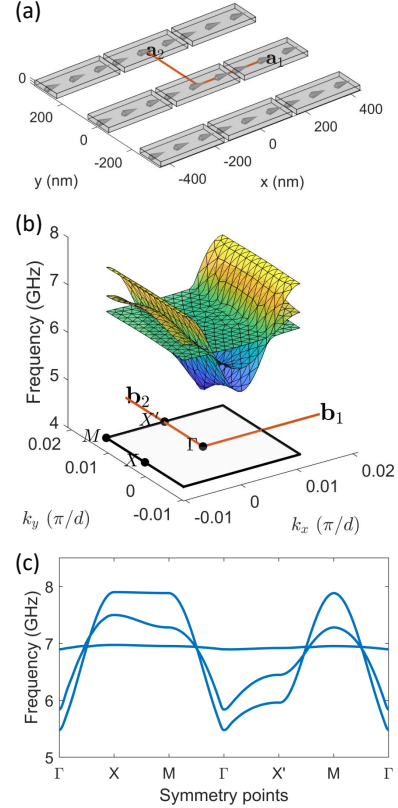 (a)
a₂
a₁
0
200
0
-200
y (nm)
-400
-200
0
200
400
x (nm)
(b)
8
7
6
5
4
Frequency (GHz)
b₂
X′
M
Γ
b₁
X
0.02
0.01
0
-0.01
k_y (π/d)
-0.01
0
0.01
0.02
k_x (π/d)
(c)
8
7
6
5
Frequency (GHz)
Γ X M Γ X' M Γ
Symmetry points